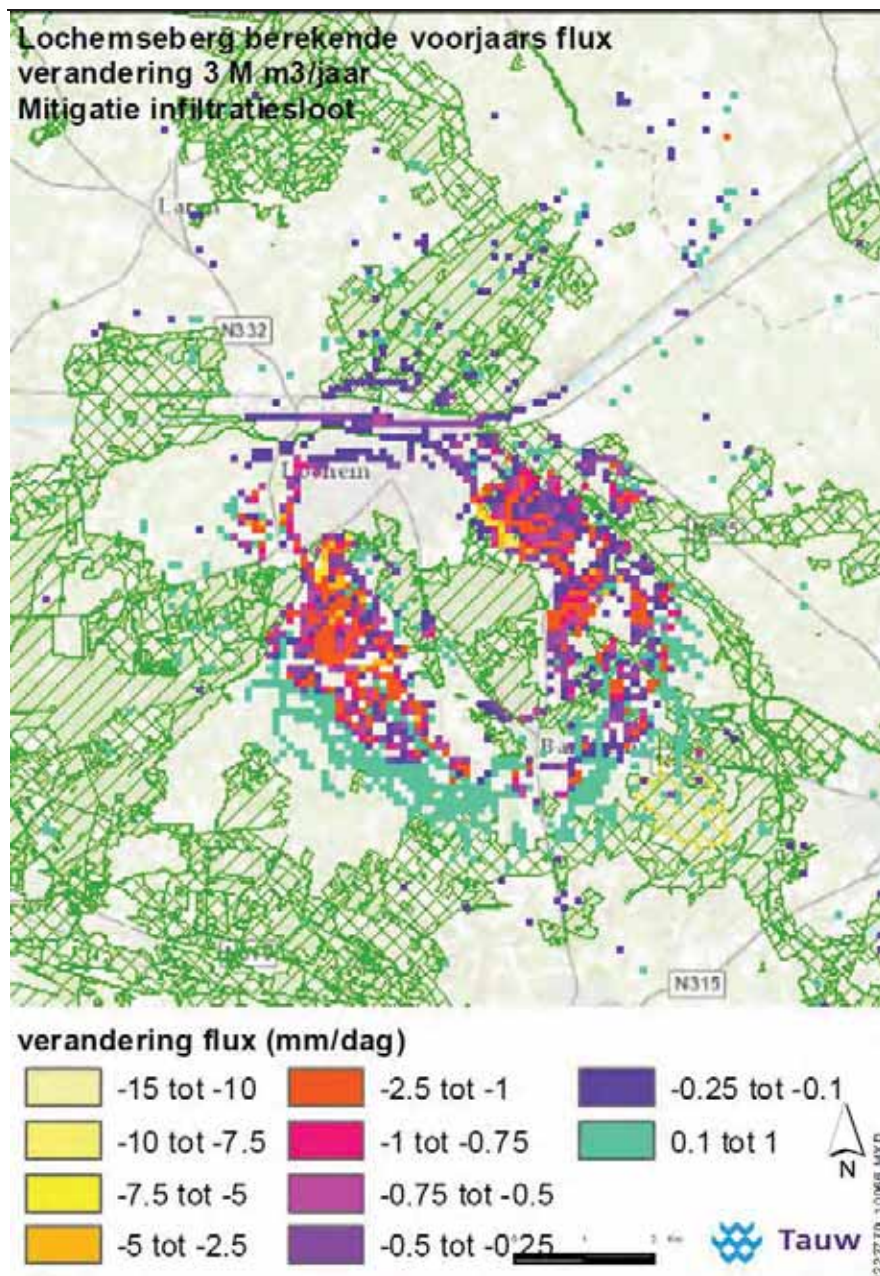 Lochemseberg berekende voorjaars flux
verandering 3 M m3/jaar
Mitigatie infiltratiesloot
N332
Lochem
N315
verandering flux (mm/dag)
-15 tot -10
-10 tot -7.5
-7.5 tot -5
-5 tot -2.5
-2.5 tot -1
-1 tot -0.75
-0.75 tot -0.5
-0.5 tot -0.25
-0.25 tot -0.1
0.1 tot 1
N
Tauw